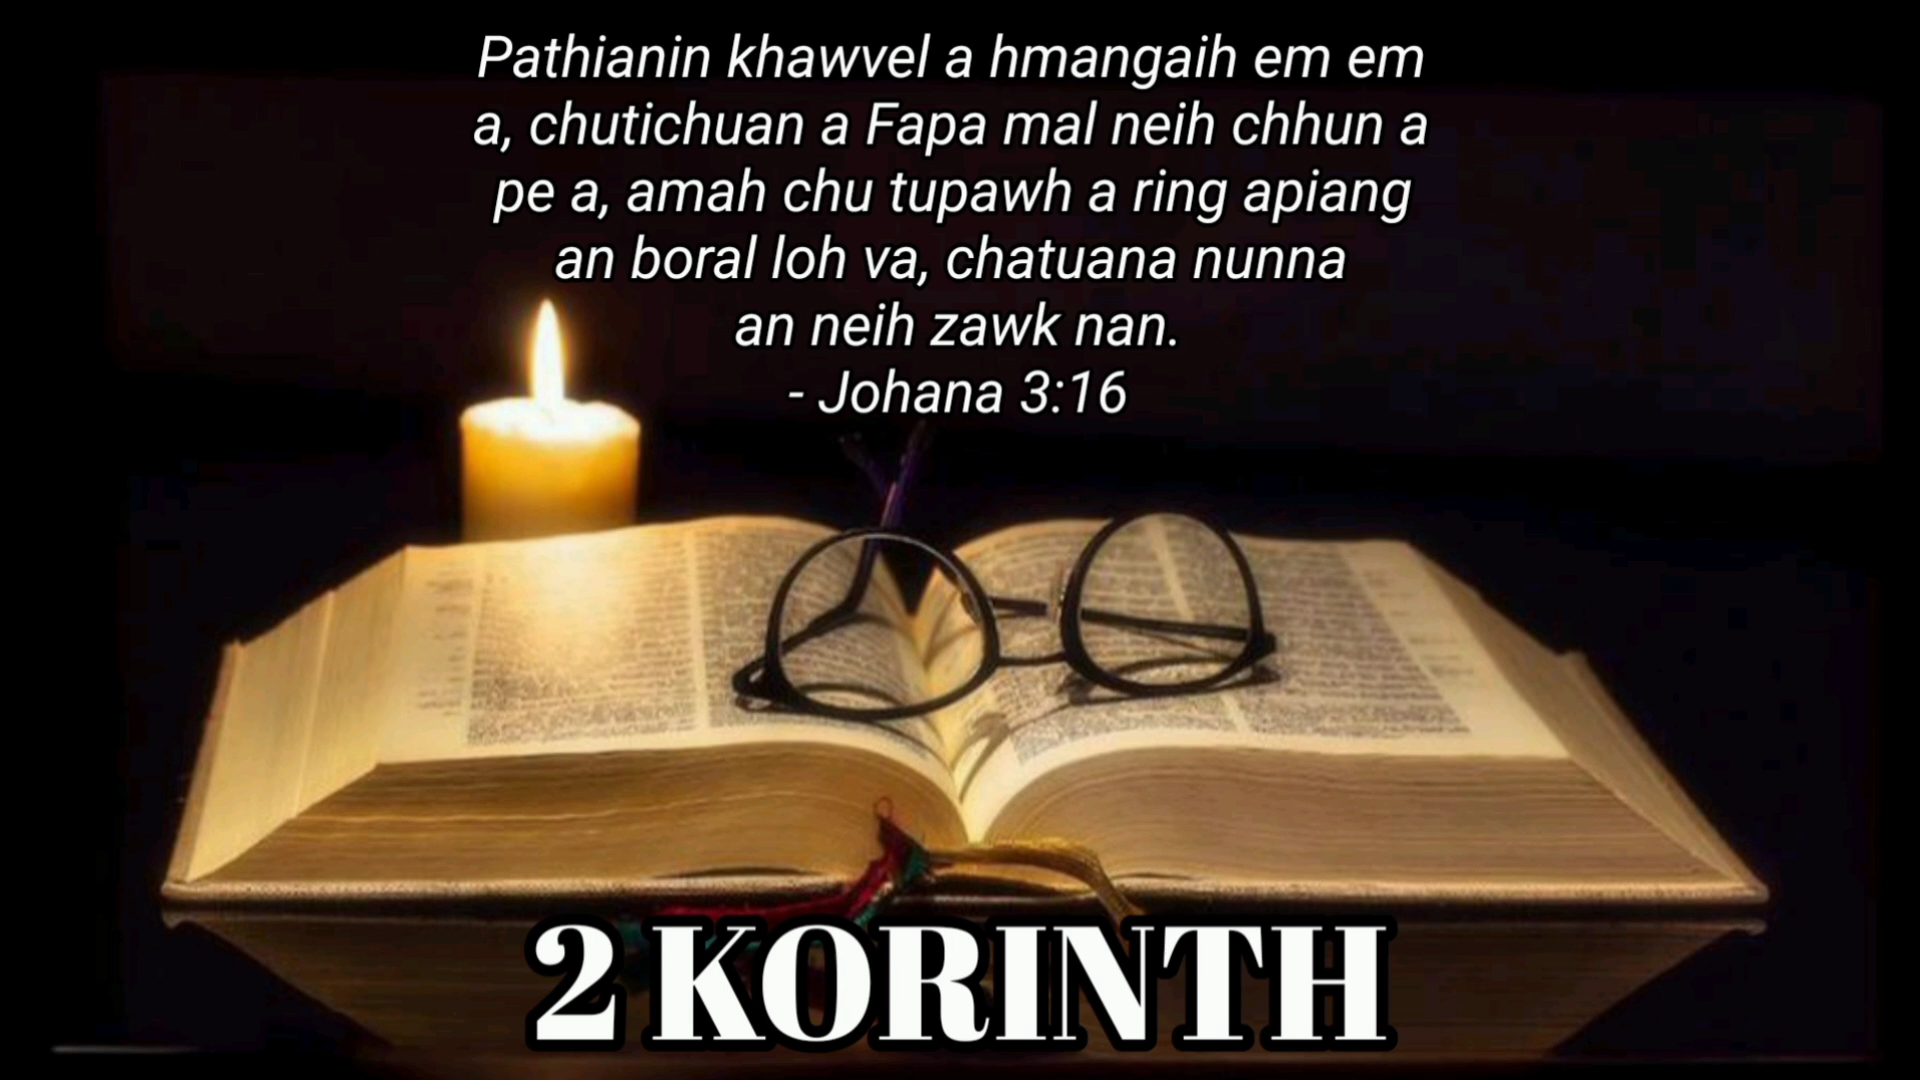 Pathianin khawvel a hmangaih em em
a, chutichuan a Fapa mal neih chhun a
pe a, amah chu tupawh a ring apiang
an boral loh va, chatuana nunna
an neih zawk nan.
- Johana 3:16
2 KORINTH